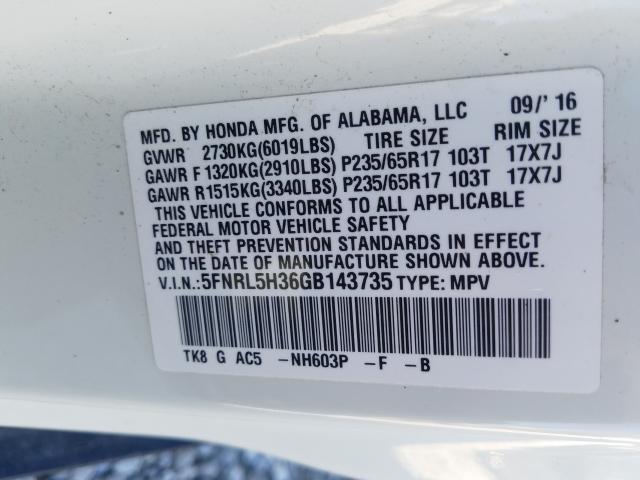 MFD. BY HONDA MFG. OF ALABAMA, LLC 09/' 16
GVWR 2730KG(6019LBS) TIRE SIZE RIM SIZE
GAWR F 1320KG(2910LBS) P235/65R17 103T 17X7J
GAWR R1515KG(3340LBS) P235/65R17 103T 17X7J
THIS VEHICLE CONFORMS TO ALL APPLICABLE
FEDERAL MOTOR VEHICLE SAFETY
AND THEFT PREVENTION STANDARDS IN EFFECT
ON THE DATE OF MANUFACTURE SHOWN ABOVE.
V.I.N.:5FNRL5H36GB143735 TYPE: MPV
TK8 G AC5 -NH603P -F -B